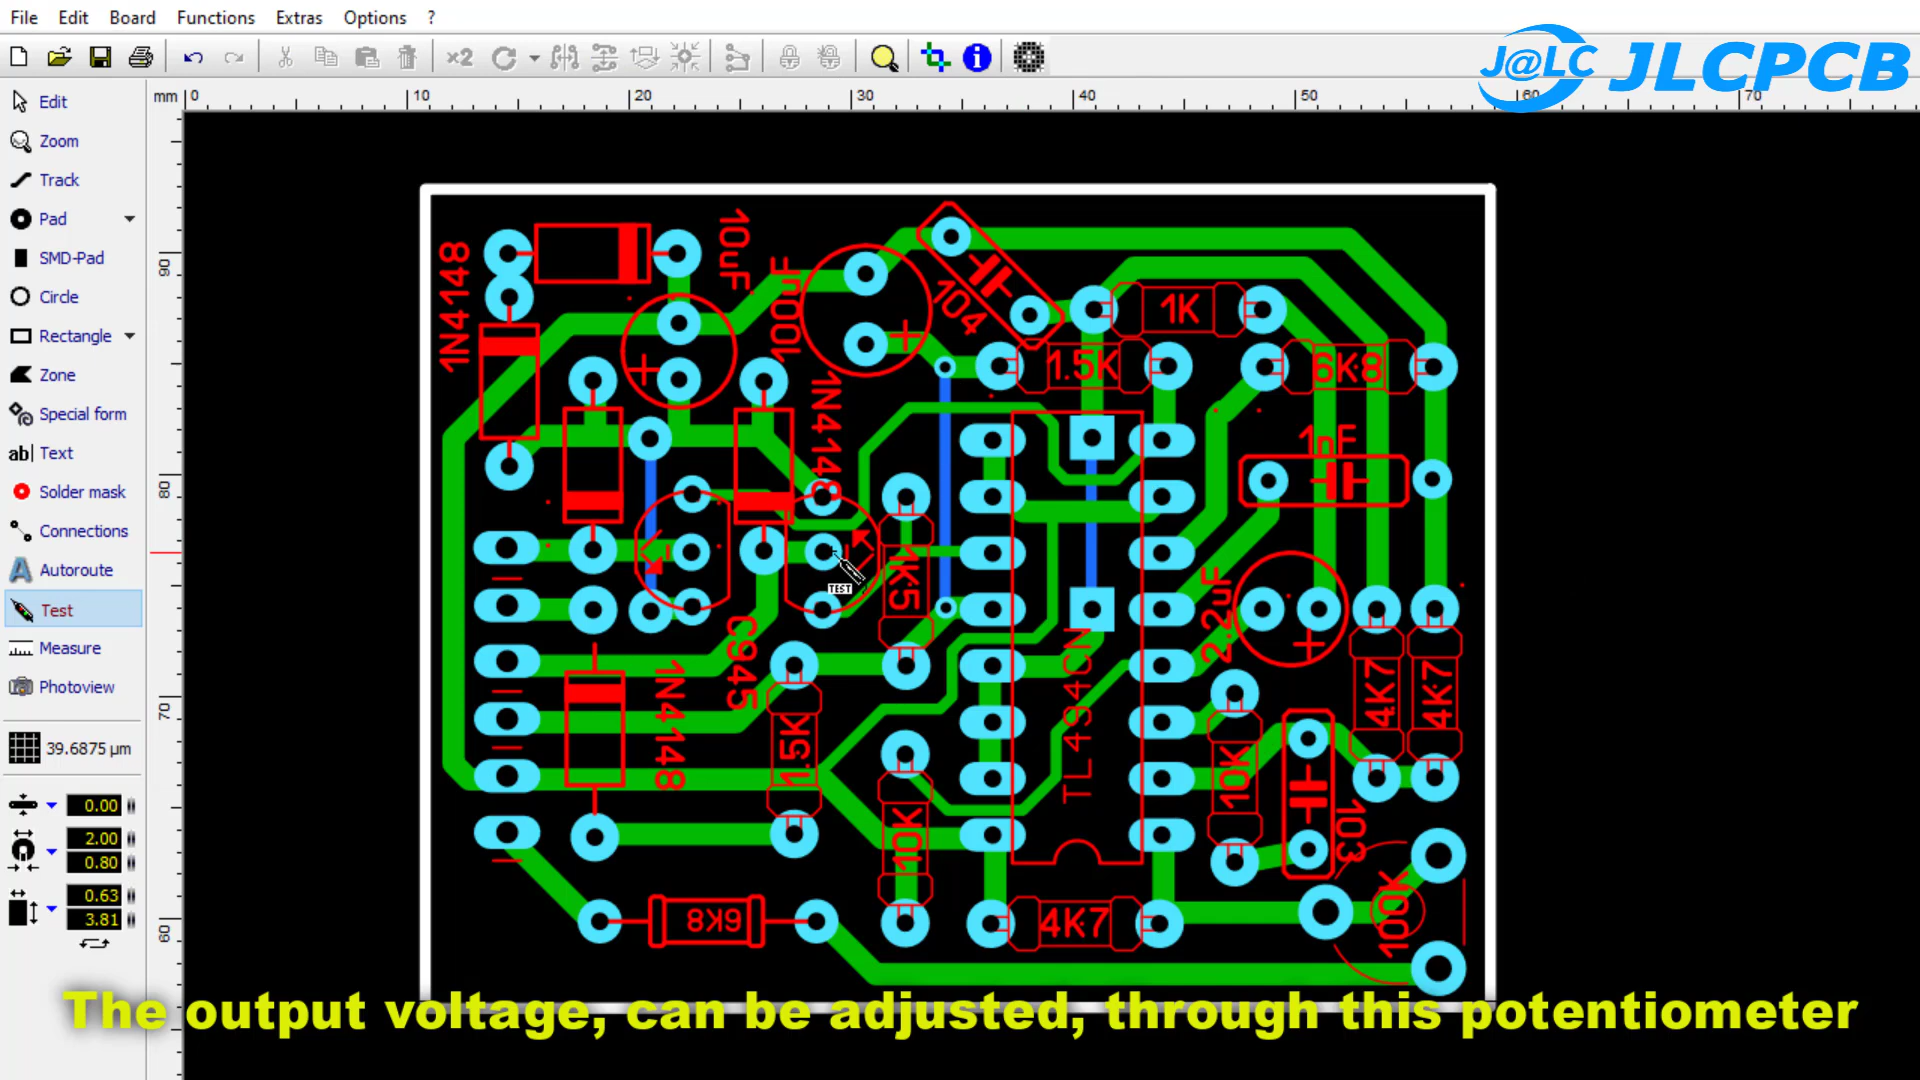 File Edit Board Functions Extras Options ?
J@LC JLCPCB
x2
mm 0 10 20 30 40 50 60 70
Edit
Zoom
Track
Pad
SMD-Pad
Circle
Rectangle
Zone
Special form
ab| Text
Solder mask
Connections
Autoroute
Test
Measure
Photoview
39.6875 µm
0.00
2.00
0.80
0.63
3.81
90
80
70
60
1N4148
10uF
100uF
104
1K
1.5K
6K8
1N4148
1nF
1K5
TEST
2.2uF
C945
1N4148
1.5K
TL494CN
4K7
4K7
10K
10K
103
100K
6K8
4K7
The output voltage, can be adjusted, through this potentiometer